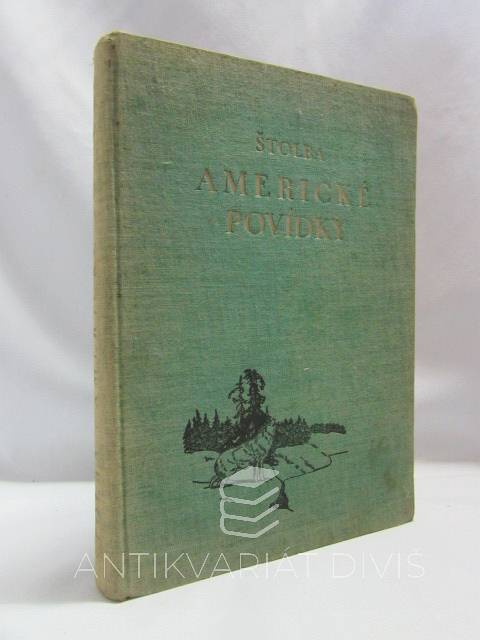 ŠTOLBA
AMERICKÉ
POVÍDKY
ANTIKVARIÁT DIVIŠ